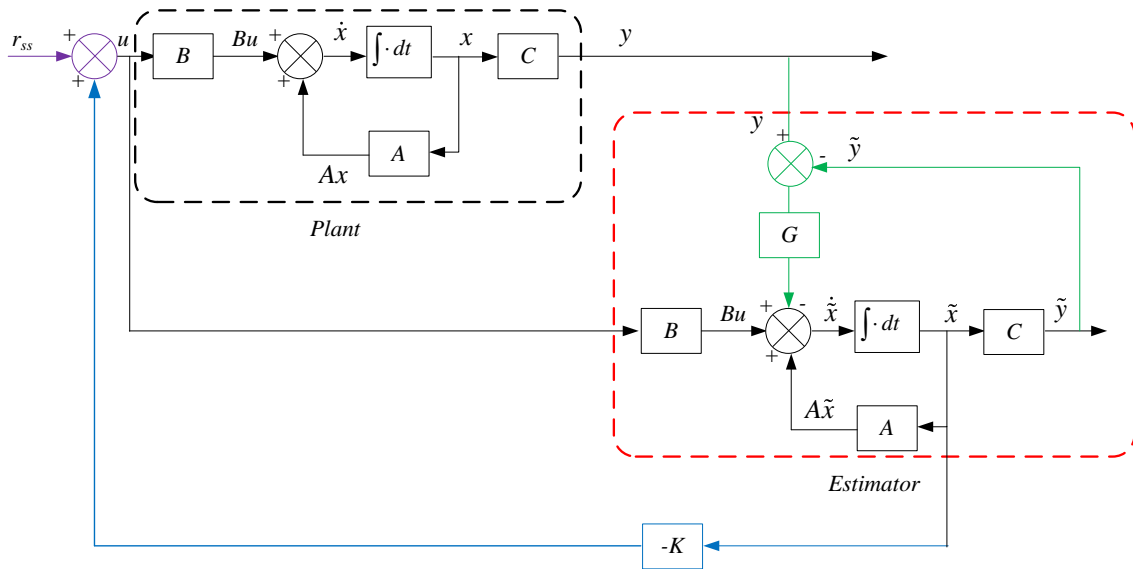 r_ss + + u B Bu + + ẋ ∫· dt x C y
A
Ax
Plant
y + - ỹ
G
B Bu + - + x̃̇ ∫· dt x̃ C ỹ
Ax̃ A
Estimator
-K